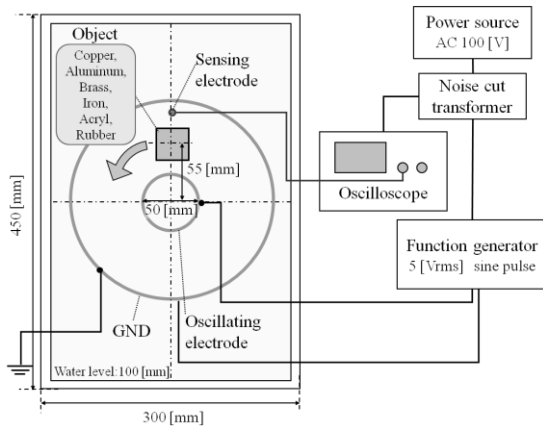 Object
Copper,
Aluminum,
Brass,
Iron,
Acryl,
Rubber
Sensing
electrode
Power source
AC 100 [V]
Noise cut
transformer
Oscilloscope
55 [mm]
50 [mm]
450 [mm]
Function generator
5 [Vrms] sine pulse
GND
Oscillating
electrode
Water level:100 [mm]
300 [mm]